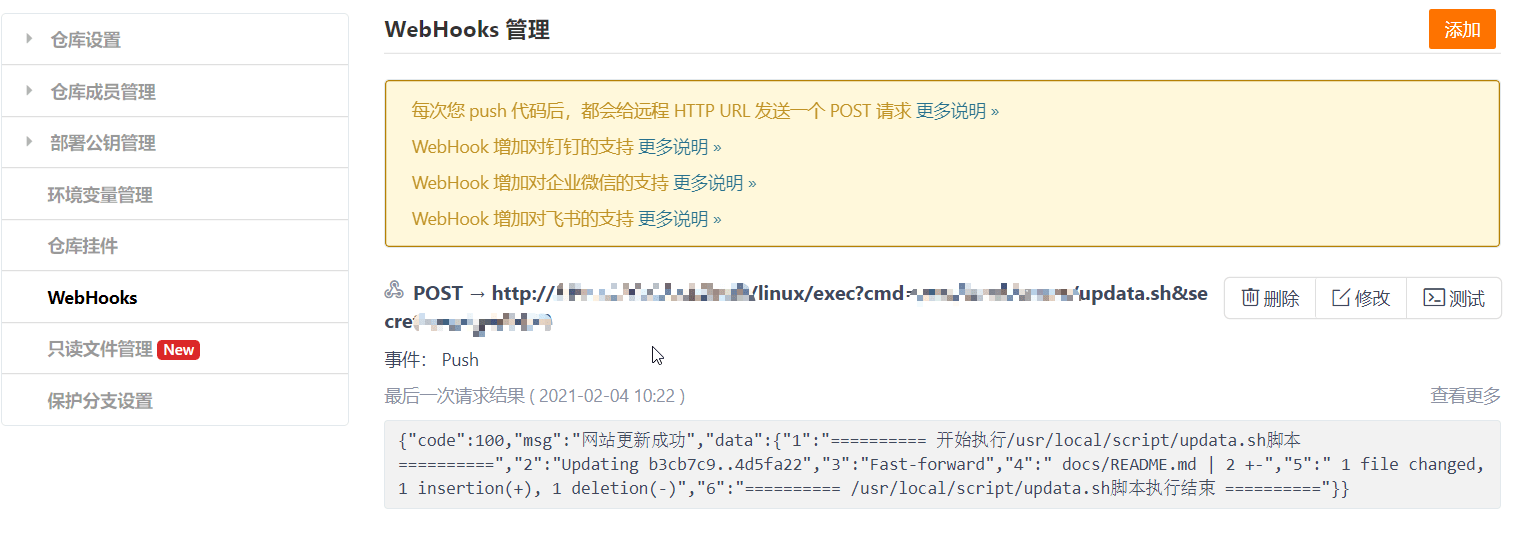 仓库设置
仓库成员管理
部署公钥管理
环境变量管理
仓库挂件
WebHooks
只读文件管理 New
保护分支设置
WebHooks 管理
添加
每次您 push 代码后，都会给远程 HTTP URL 发送一个 POST 请求 更多说明 »
WebHook 增加对钉钉的支持 更多说明 »
WebHook 增加对企业微信的支持 更多说明 »
WebHook 增加对飞书的支持 更多说明 »
POST → http:///linux/exec?cmd=/updata.sh&se
cre
删除 修改 测试
事件： Push
最后一次请求结果 ( 2021-02-04 10:22 )
查看更多
{"code":100,"msg":"网站更新成功","data":{"1":"========== 开始执行/usr/local/script/updata.sh脚本
==========","2":"Updating b3cb7c9..4d5fa22","3":"Fast-forward","4":" docs/README.md | 2 +-","5":" 1 file changed,
1 insertion(+), 1 deletion(-)","6":"========== /usr/local/script/updata.sh脚本执行结束 =========="}}